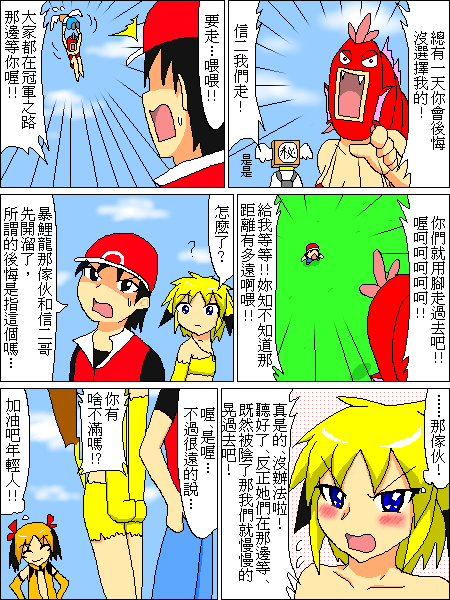 總有一天你會後悔
沒選擇我的!
信二我們走!
秘
是是
要走…喂喂!!
大家都在冠軍之路
那邊等你喔!!
你們就用腳走過去吧!!
喔呵呵呵呵呵!!
給我等等!!妳知不知道那
距離有多遠啊喂!!
怎麼了?
?
暴鯉龍那傢伙和信二哥
先開溜了,
所謂的後悔是指這個嗎…
…那傢伙!
真是的、沒辦法啦!
聽好了、反正她們在那邊等、
既然被陰了那我們就慢慢的
晃過去吧!
喔、是喔…
不過很遠的說…
你有
啥不滿嗎!?
加油吧年輕人!!